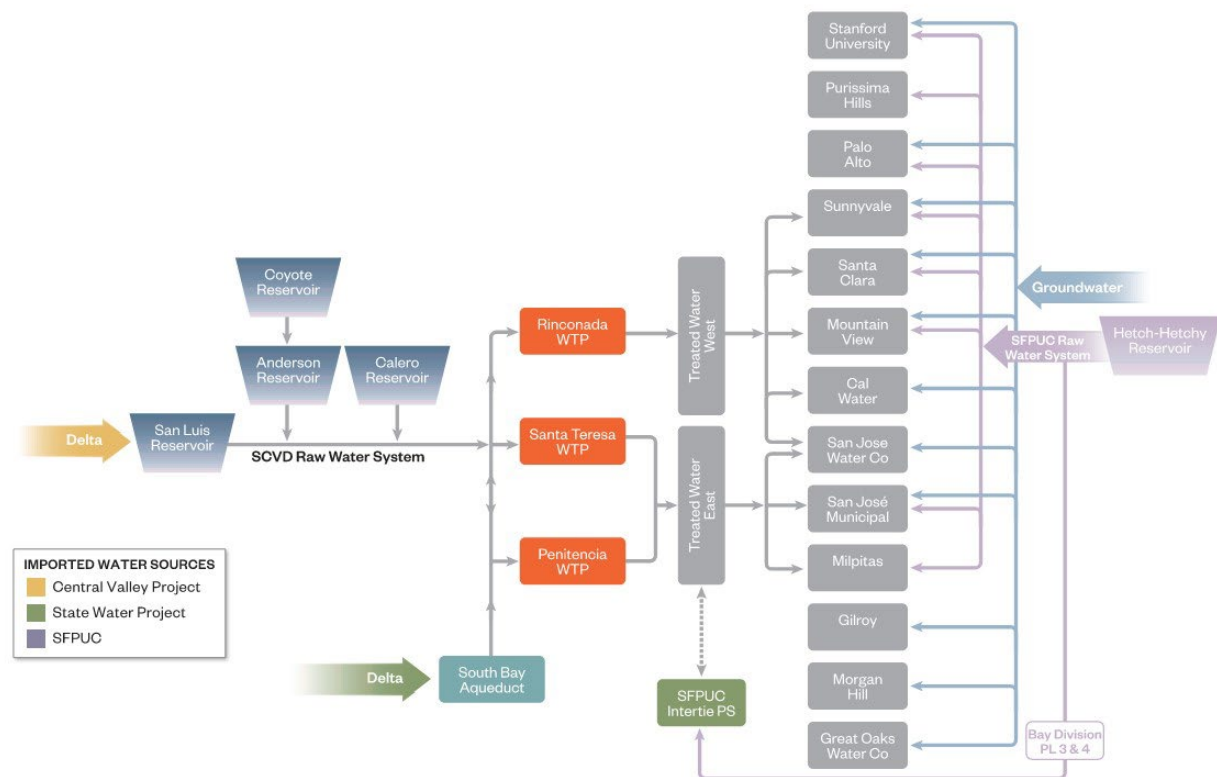 Stanford
University
Purissima
Hills
Palo
Alto
Sunnyvale
Coyote
Reservoir
Santa
Clara
Groundwater
Rinconada
WTP
Treated Water
West
Mountain
View
SFPUC Raw
Water System
Hetch-Hetchy
Reservoir
Anderson
Reservoir
Calero
Reservoir
Cal
Water
Delta
San Luis
Reservoir
SCVD Raw Water System
Santa Teresa
WTP
San Jose
Water Co
Treated Water
East
San José
Municipal
Penitencia
WTP
Milpitas
IMPORTED WATER SOURCES
Central Valley Project
State Water Project
SFPUC
Gilroy
Delta
South Bay
Aqueduct
SFPUC
Intertie PS
Morgan
Hill
Great Oaks
Water Co
Bay Division
PL 3 & 4